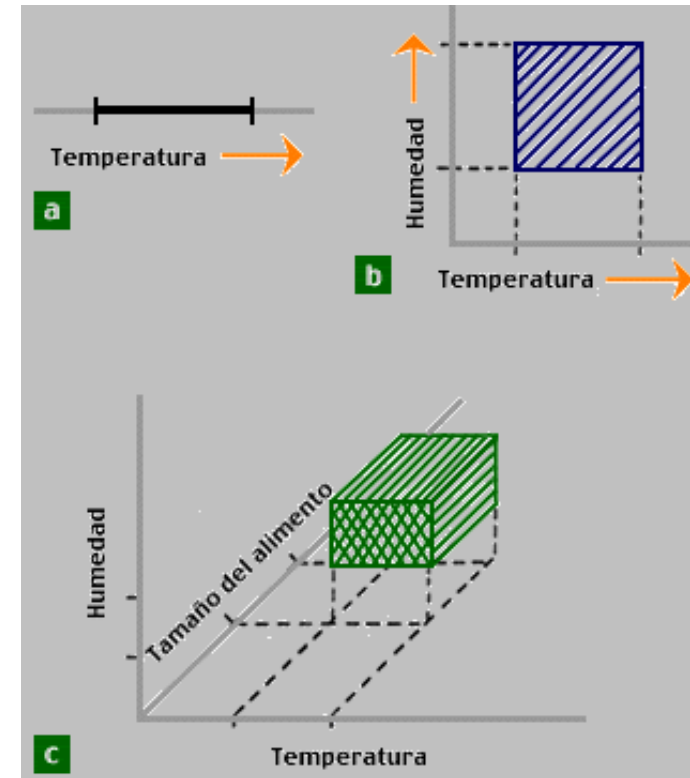 Temperatura
a
Humedad
Temperatura
b
Humedad
Tamaño del alimento
Temperatura
c